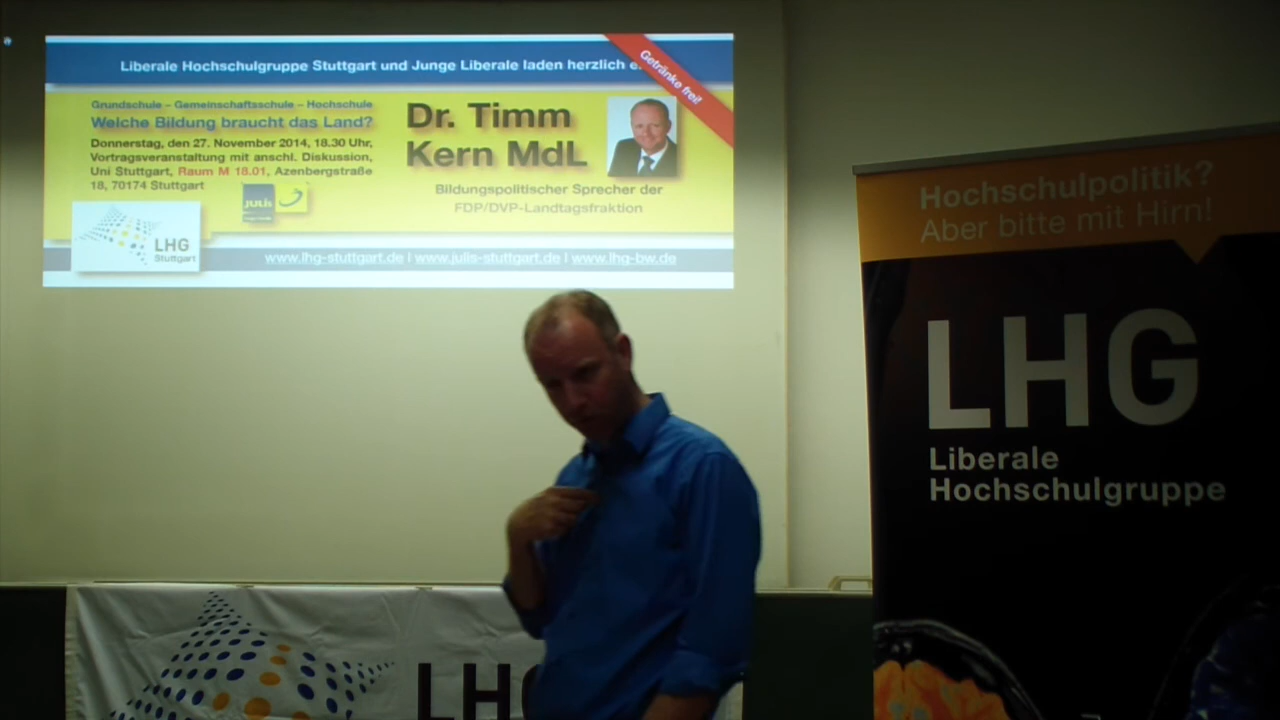 Liberale Hochschulgruppe Stuttgart und Junge Liberale laden herzlich
Getränke frei!
Grundschule – Gemeinschaftsschule – Hochschule
Welche Bildung braucht das Land?
Donnerstag, den 27. November 2014, 18.30 Uhr,
Vortragsveranstaltung mit anschl. Diskussion,
Uni Stuttgart, Raum M 18.01, Azenbergstraße
18, 70174 Stuttgart
Dr. Timm
Kern MdL
Bildungspolitischer Sprecher der
FDP/DVP-Landtagsfraktion
JULIS
LHG
Stuttgart
www.lhg-stuttgart.de | www.julis-stuttgart.de | www.lhg-bw.de
Hochschulpolitik?
Aber bitte mit Hirn!
LHG
Liberale
Hochschulgruppe
LHG